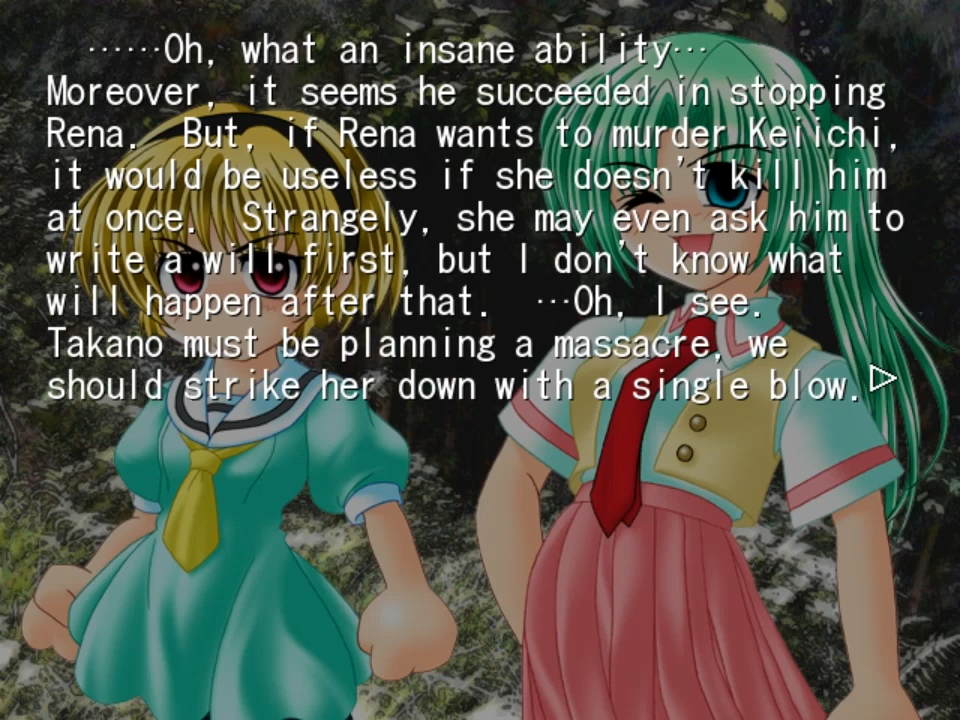 ……Oh, what an insane ability…
Moreover, it seems he succeeded in stopping
Rena.  But, if Rena wants to murder Keiichi,
it would be useless if she doesn't kill him
at once.  Strangely, she may even ask him to
write a will first, but I don't know what
will happen after that.   …Oh, I see.
Takano must be planning a massacre, we
should strike her down with a single blow.